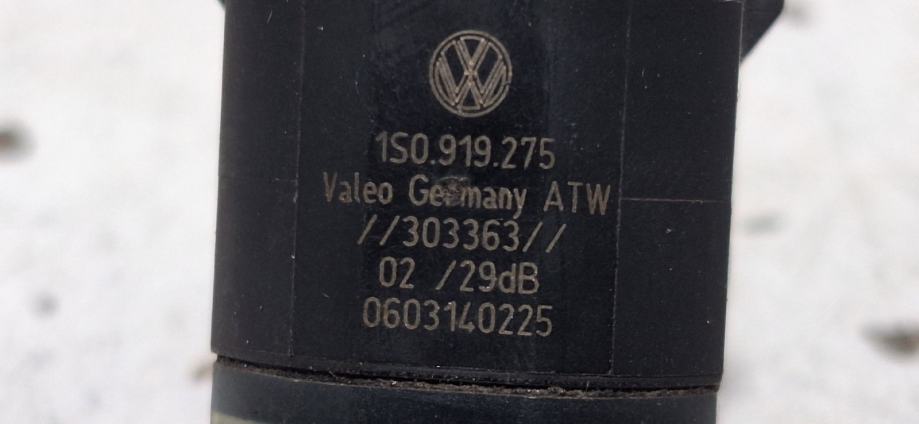 1S0.919.275
Valeo Germany ATW
//303363//
02 /29dB
0603140225